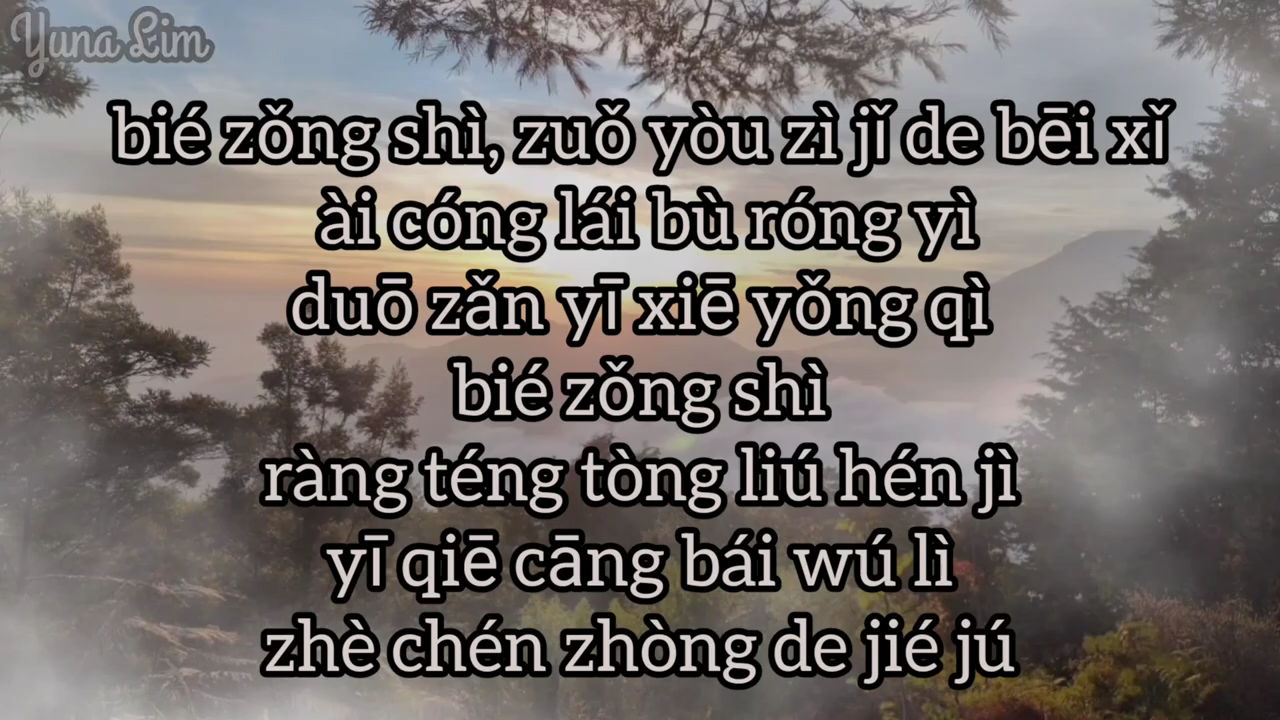 Yuna Lim
bié zǒng shì, zuǒ yòu zì jǐ de bēi xǐ
ài cóng lái bù róng yì
duō zǎn yī xiē yǒng qì
bié zǒng shì
ràng téng tòng liú hén jì
yī qiē cāng bái wú lì
zhè chén zhòng de jié jú